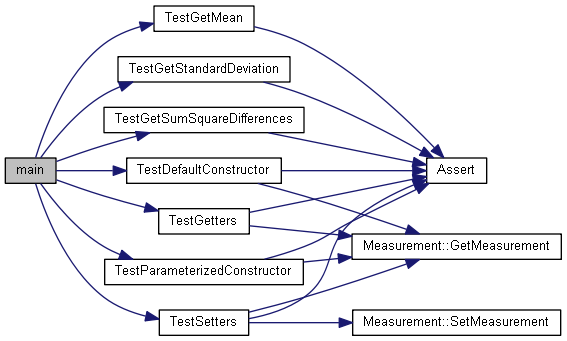 TestGetMean
TestGetStandardDeviation
TestGetSumSquareDifferences
main
TestDefaultConstructor
Assert
TestGetters
Measurement::GetMeasurement
TestParameterizedConstructor
TestSetters
Measurement::SetMeasurement